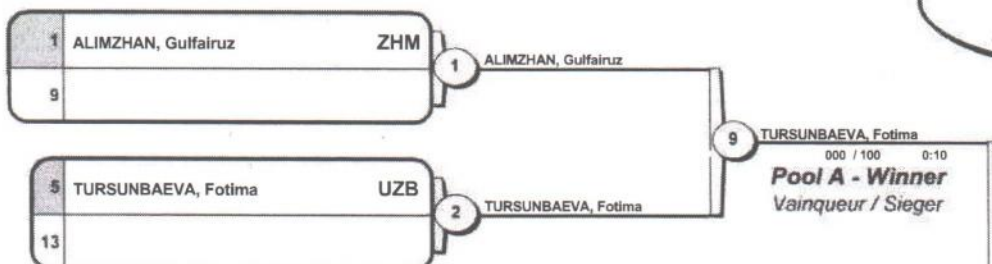 1 ALIMZHAN, Gulfairuz ZHM
9
1 ALIMZHAN, Gulfairuz
5 TURSUNBAEVA, Fotima UZB
13
2 TURSUNBAEVA, Fotima
9 TURSUNBAEVA, Fotima
000 / 100 0:10
Pool A - Winner
Vainqueur / Sieger